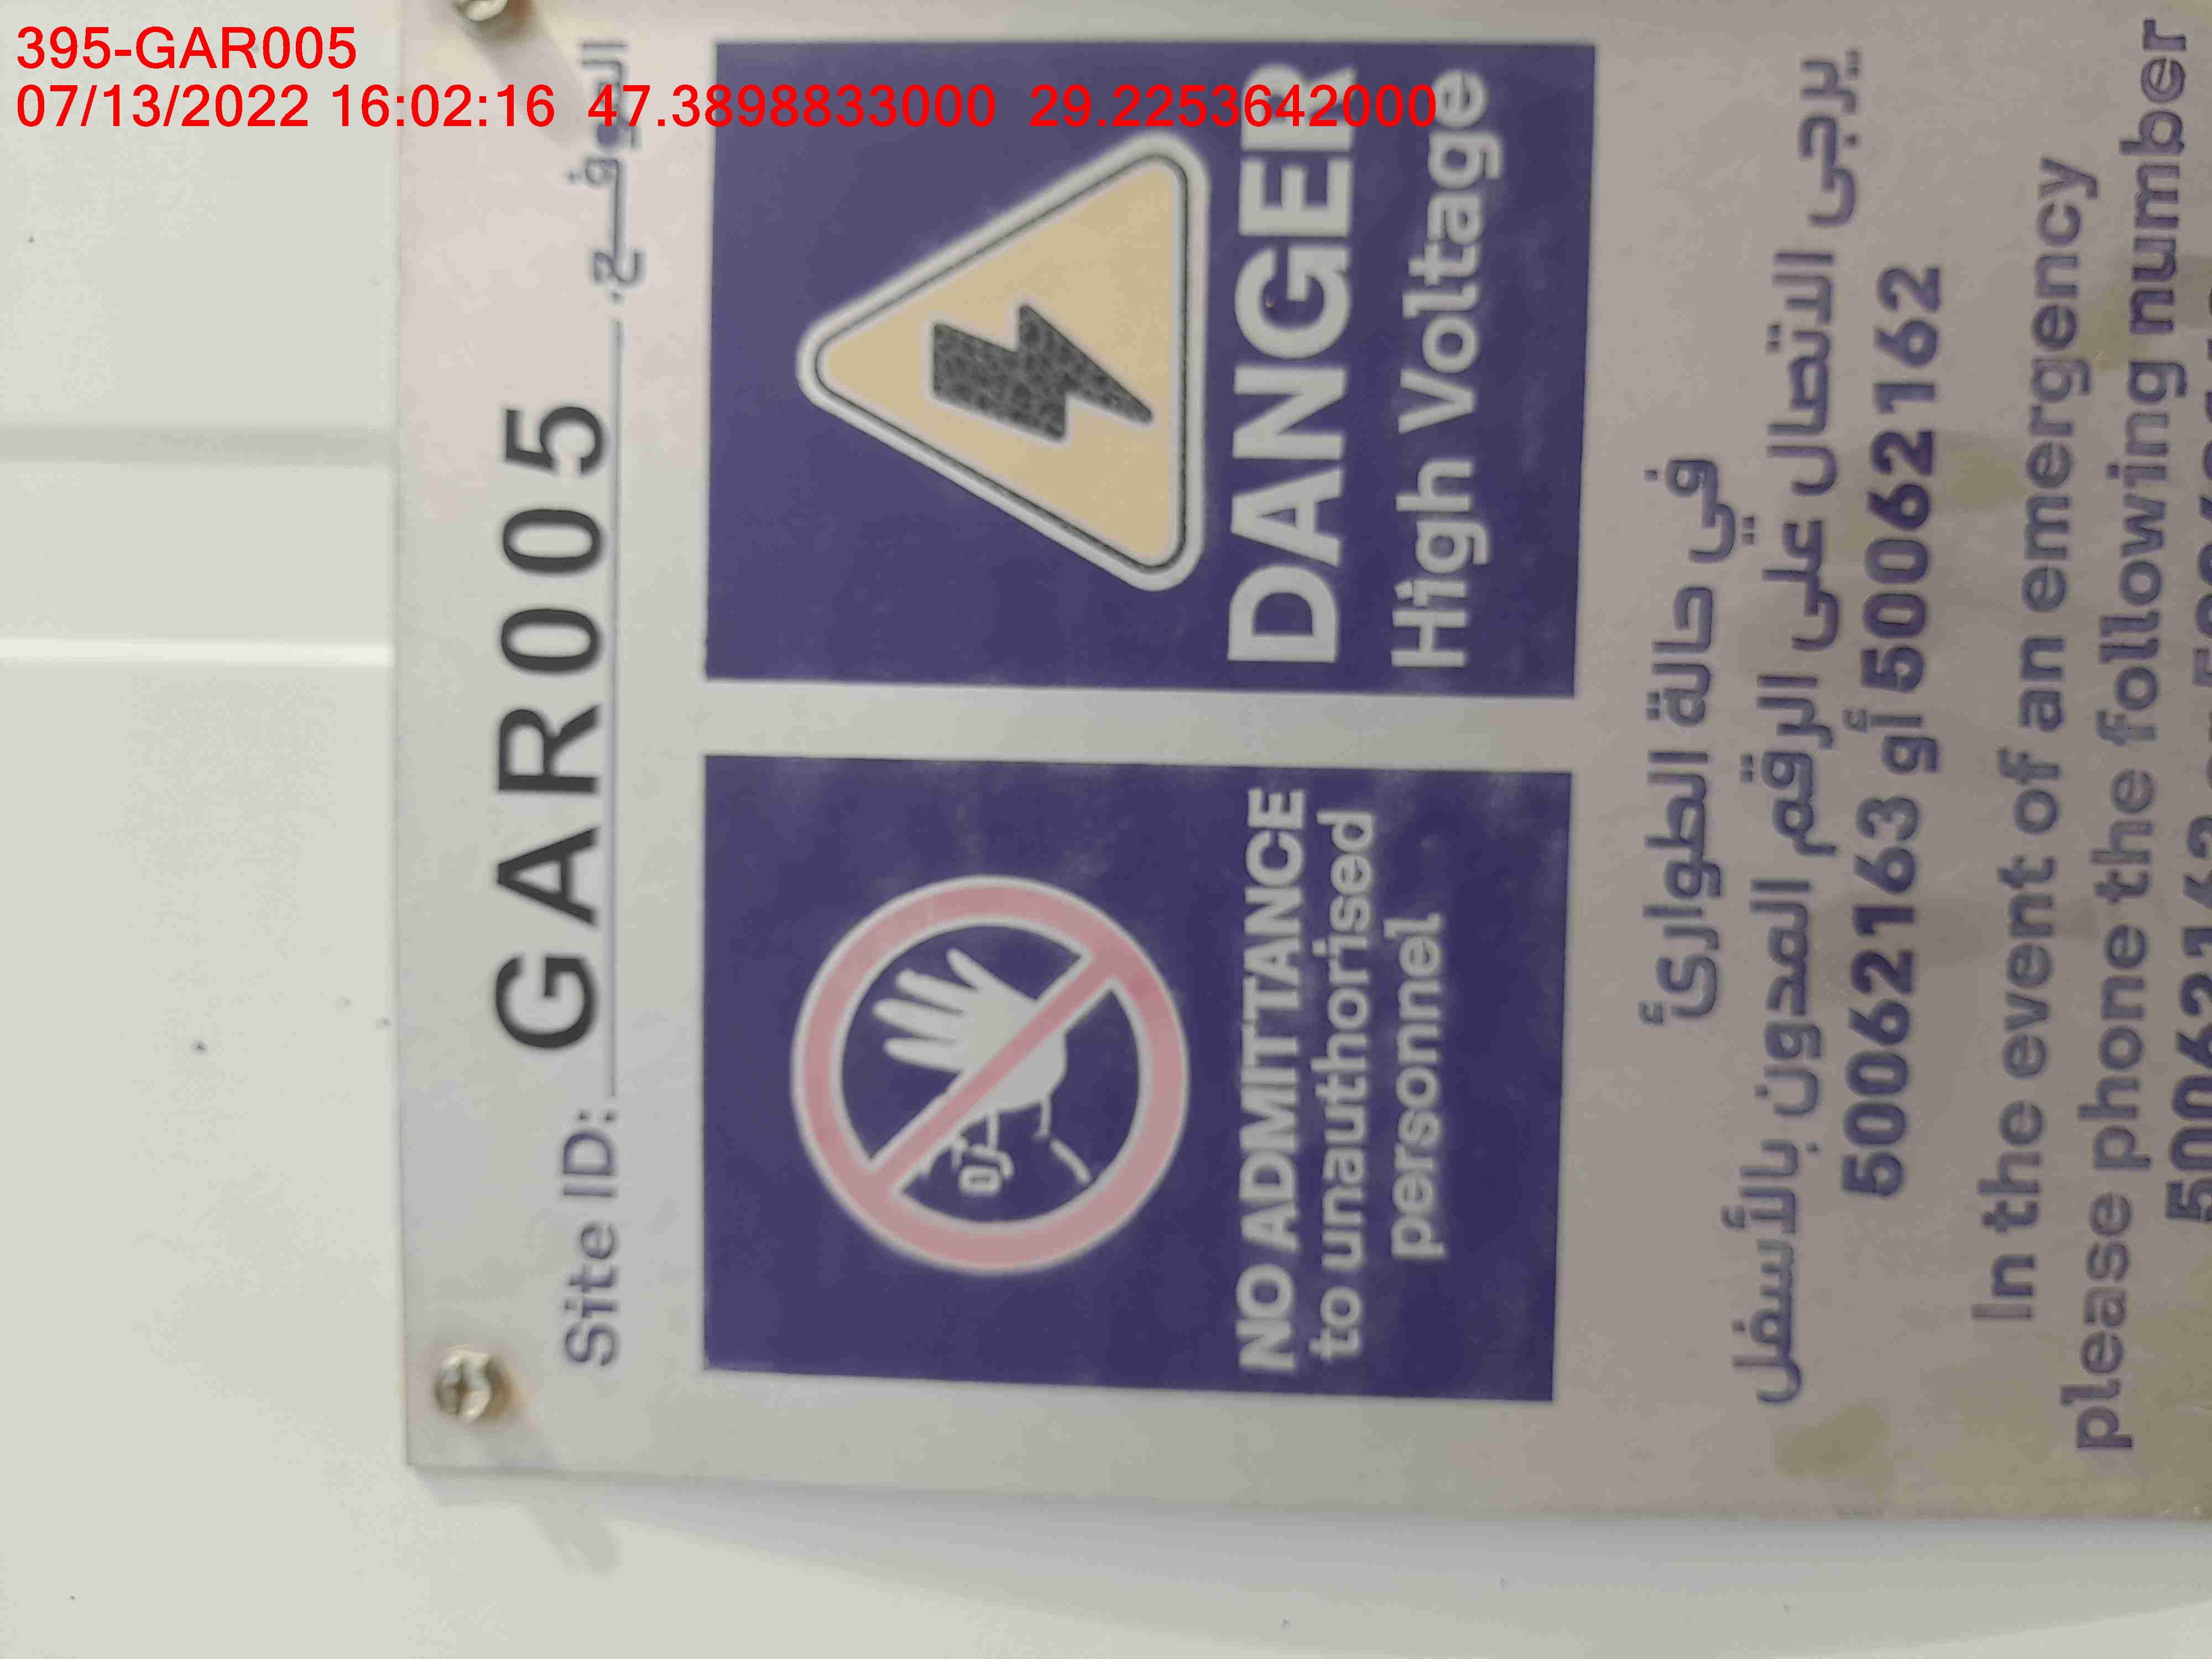 395-GAR005
07/13/2022 16:02:16 47.3898833000 29.2253642000
Site ID: GAR005 الموقع:
NO ADMITTANCE
to unauthorised
personnel
DANGER
High Voltage
في حالة الطوارئ
يرجى الاتصال على الرقم المدون بالأسفل
50062163 أو 50062162
In the event of an emergency
please phone the following number